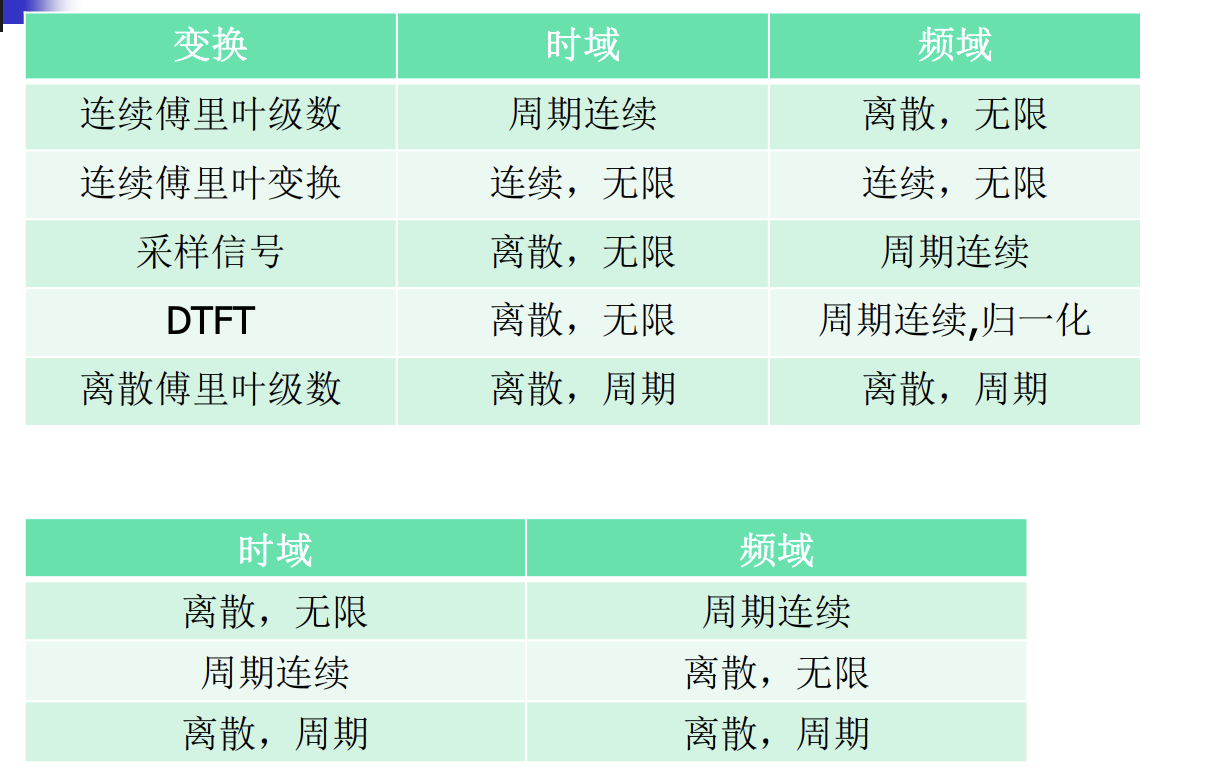 变换 时域 频域
连续傅里叶级数 周期连续 离散，无限
连续傅里叶变换 连续，无限 连续，无限
采样信号 离散，无限 周期连续
DTFT 离散，无限 周期连续,归一化
离散傅里叶级数 离散，周期 离散，周期
时域 频域
离散，无限 周期连续
周期连续 离散，无限
离散，周期 离散，周期